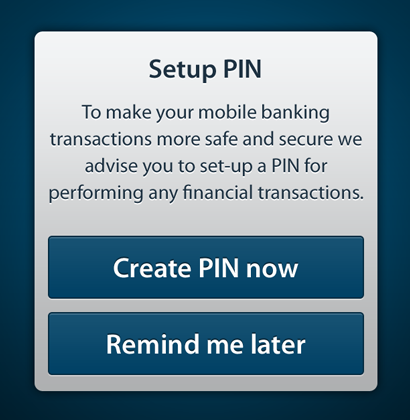 Setup PIN
To make your mobile banking
transactions more safe and secure we
advise you to set-up a PIN for
performing any financial transactions.
Create PIN now
Remind me later